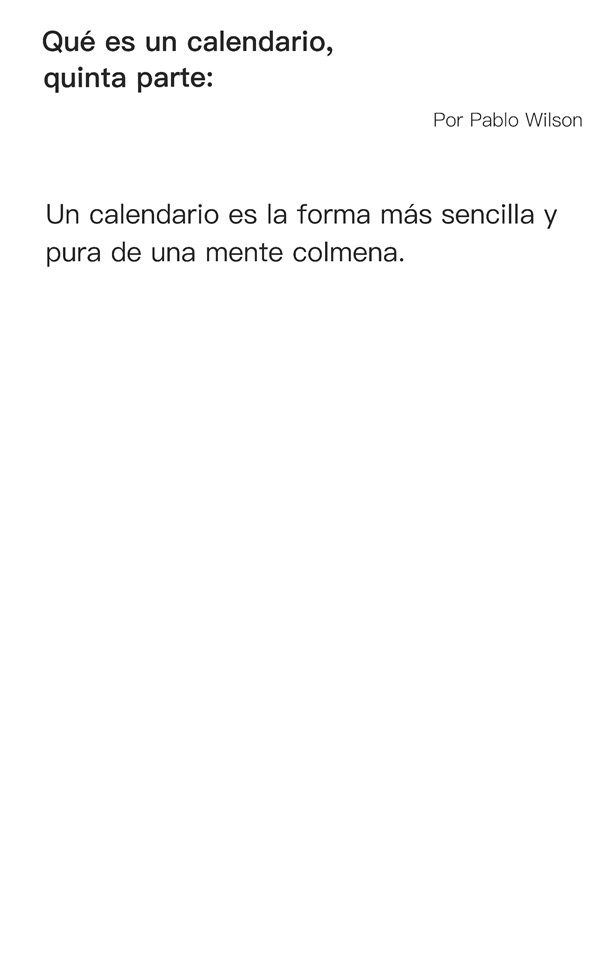 Qué es un calendario,
quinta parte:
Por Pablo Wilson
Un calendario es la forma más sencilla y
pura de una mente colmena.